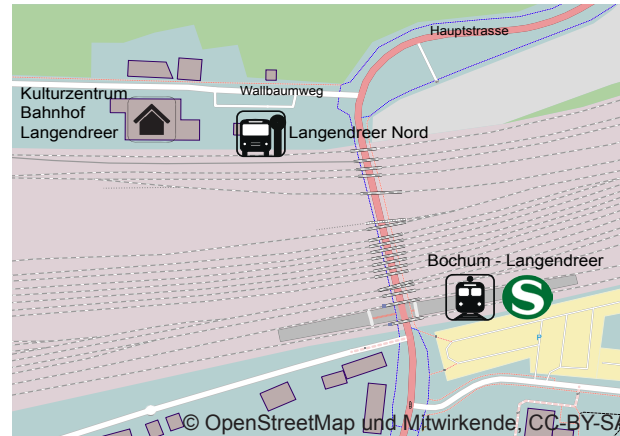 Hauptstrasse
Kulturzentrum
Bahnhof
Langendreer
Wallbaumweg
Langendreer Nord
Bochum - Langendreer
S
P
© OpenStreetMap und Mitwirkende, CC-BY-SA